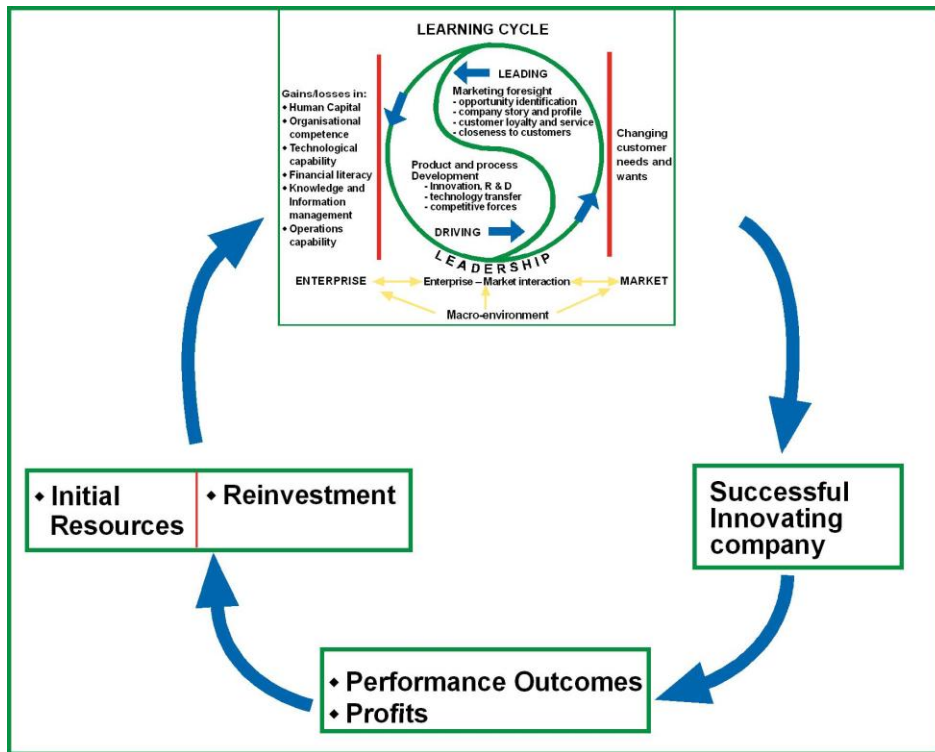 LEARNING CYCLE
Gains/losses in:
◆ Human Capital
◆ Organisational
competence
◆ Technological
capability
◆ Financial literacy
◆ Knowledge and
Information
management
◆ Operations
capability
LEADING
Marketing foresight
- opportunity identification
- company story and profile
- customer loyalty and service
- closeness to customers
Product and process
Development
- Innovation, R & D
- technology transfer
- competitive forces
DRIVING
LEADERSHIP
Changing
customer
needs and
wants
ENTERPRISE
Enterprise – Market interaction
MARKET
Macro-environment
Successful
Innovating
company
◆ Performance Outcomes
◆ Profits
◆ Initial
Resources
◆ Reinvestment